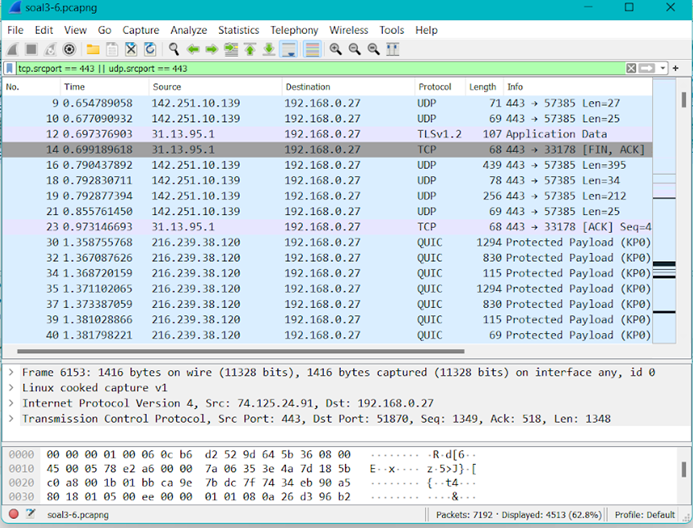 soal3-6.pcapng
File Edit View Go Capture Analyze Statistics Telephony Wireless Tools Help
tcp.srcport == 443 || udp.srcport == 443
No. Time Source Destination Protocol Length Info
9 0.654789058 142.251.10.139 192.168.0.27 UDP 71 443 → 57385 Len=27
10 0.677090932 142.251.10.139 192.168.0.27 UDP 69 443 → 57385 Len=25
12 0.697376903 31.13.95.1 192.168.0.27 TLSv1.2 107 Application Data
14 0.699189618 31.13.95.1 192.168.0.27 TCP 68 443 → 33178 [FIN, ACK]
16 0.790437892 142.251.10.139 192.168.0.27 UDP 439 443 → 57385 Len=395
18 0.792830711 142.251.10.139 192.168.0.27 UDP 78 443 → 57385 Len=34
19 0.792877394 142.251.10.139 192.168.0.27 UDP 256 443 → 57385 Len=212
21 0.855761450 142.251.10.139 192.168.0.27 UDP 69 443 → 57385 Len=25
23 0.973146693 31.13.95.1 192.168.0.27 TCP 68 443 → 33178 [ACK] Seq=4
30 1.358755768 216.239.38.120 192.168.0.27 QUIC 1294 Protected Payload (KP0)
32 1.367087626 216.239.38.120 192.168.0.27 QUIC 830 Protected Payload (KP0)
34 1.368720159 216.239.38.120 192.168.0.27 QUIC 115 Protected Payload (KP0)
35 1.371102065 216.239.38.120 192.168.0.27 QUIC 1294 Protected Payload (KP0)
37 1.373387059 216.239.38.120 192.168.0.27 QUIC 830 Protected Payload (KP0)
39 1.381028866 216.239.38.120 192.168.0.27 QUIC 115 Protected Payload (KP0)
40 1.381798221 216.239.38.120 192.168.0.27 QUIC 69 Protected Payload (KP0)
> Frame 6153: 1416 bytes on wire (11328 bits), 1416 bytes captured (11328 bits) on interface any, id 0
> Linux cooked capture v1
> Internet Protocol Version 4, Src: 74.125.24.91, Dst: 192.168.0.27
> Transmission Control Protocol, Src Port: 443, Dst Port: 51870, Seq: 1349, Ack: 518, Len: 1348
0000 00 00 00 01 00 06 0c b6 d2 52 9d 64 5b 36 08 00 ········ ·R·d[6··
0010 45 00 05 78 e2 a6 00 00 7a 06 35 3e 4a 7d 18 5b E··x···· z·5>J}·[
0020 c0 a8 00 1b 01 bb ca 9e 7b dc 7f 74 34 eb 90 a5 ········ {··t4···
0030 80 18 01 05 00 ee 00 00 01 01 08 0a 26 d3 96 b2 ········ ····&···
soal3-6.pcapng Packets: 7192 · Displayed: 4513 (62.8%) Profile: Default